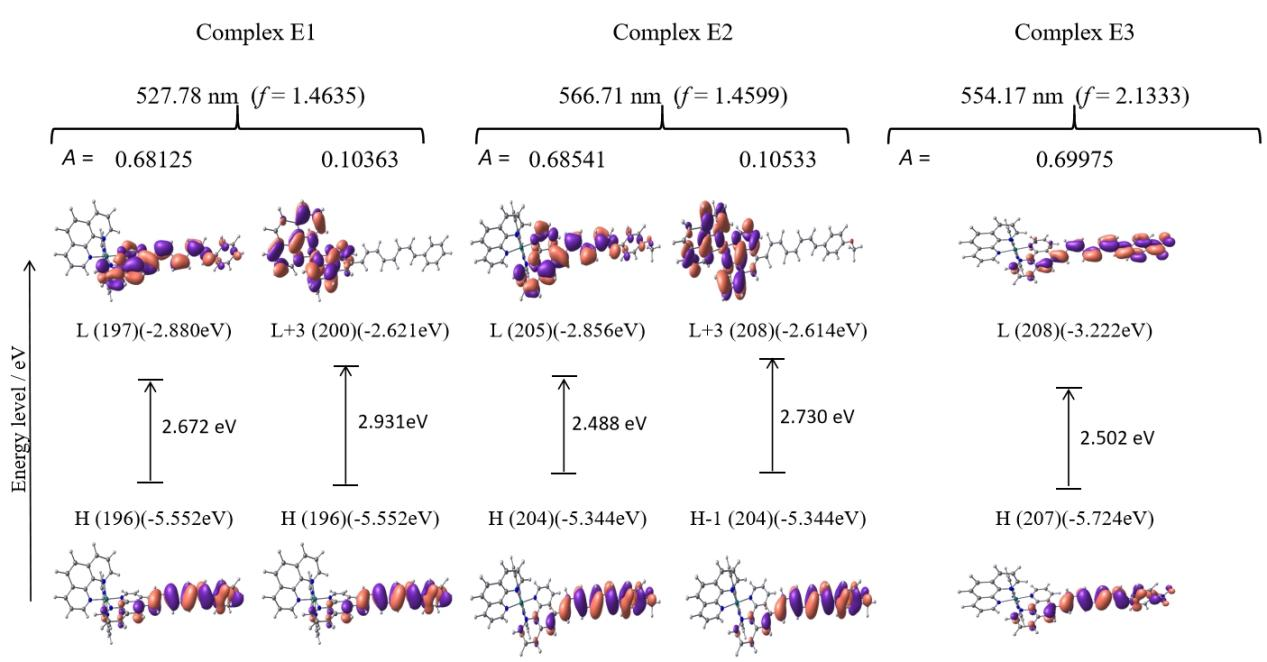 Complex E1
Complex E2
Complex E3
527.78 nm (f = 1.4635)
566.71 nm (f = 1.4599)
554.17 nm (f = 2.1333)
A = 0.68125 0.10363
A = 0.68541 0.10533
A = 0.69975
L (197)(-2.880eV)
L+3 (200)(-2.621eV)
L (205)(-2.856eV)
L+3 (208)(-2.614eV)
L (208)(-3.222eV)
Energy level / eV
2.672 eV
2.931eV
2.488 eV
2.730 eV
2.502 eV
H (196)(-5.552eV)
H (196)(-5.552eV)
H (204)(-5.344eV)
H-1 (204)(-5.344eV)
H (207)(-5.724eV)